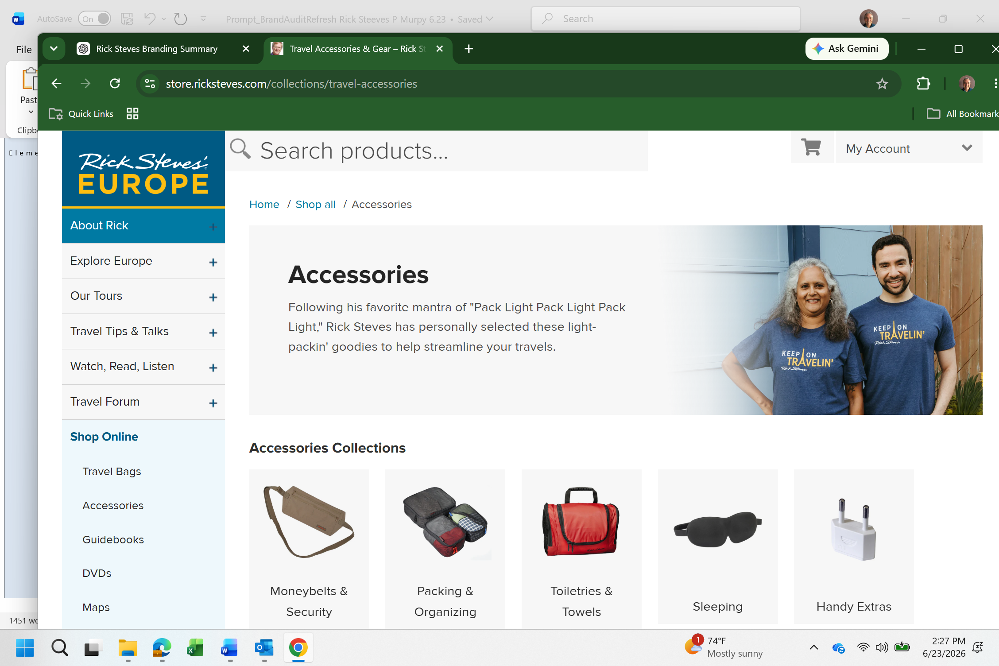 AutoSave On Prompt_BrandAuditRefresh Rick Steeves P Murpy 6.23 • Saved Search
File
Rick Steves Branding Summary
Travel Accessories & Gear – Rick St
Ask Gemini
store.ricksteves.com/collections/travel-accessories
Past
Quick Links
All Bookmark
Clipb
Eleme
Rick Steves'
EUROPE
Search products...
My Account
Home / Shop all / Accessories
About Rick
Explore Europe
Our Tours
Travel Tips & Talks
Watch, Read, Listen
Travel Forum
Shop Online
Travel Bags
Accessories
Guidebooks
DVDs
Maps
Accessories
Following his favorite mantra of "Pack Light Pack Light Pack
Light," Rick Steves has personally selected these light-
packin' goodies to help streamline your travels.
KEEP ON
TRAVELIN'
Rick Steves
KEEP ON
TRAVELIN'
Rick Steves
Accessories Collections
Moneybelts &
Security
Packing &
Organizing
Toiletries &
Towels
Sleeping
Handy Extras
1451 wo
1
74°F
Mostly sunny
2:27 PM
6/23/2026